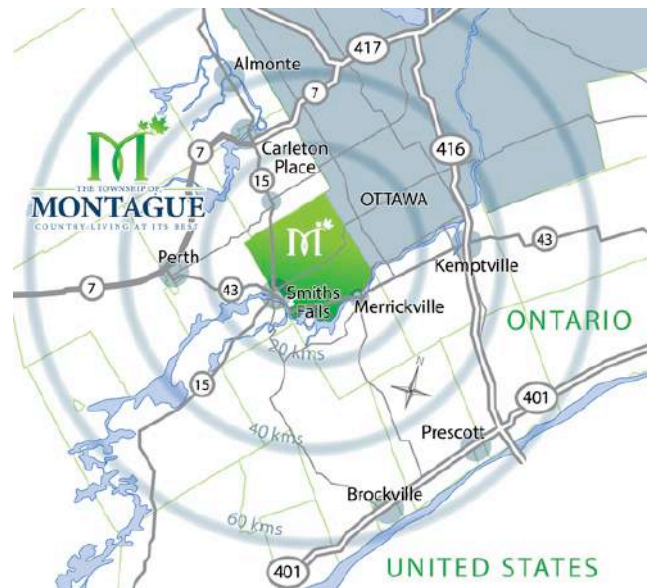 417
Almonte
7
M
THE TOWNSHIP OF
MONTAGUE
COUNTRY LIVING AT ITS BEST
7
Carleton
Place
416
15
OTTAWA
M
43
Perth
Kemptville
7
43
Smiths
Falls
Merrickville
20 kms
ONTARIO
N
15
401
40 kms
Prescott
Brockville
60 kms
401
UNITED STATES